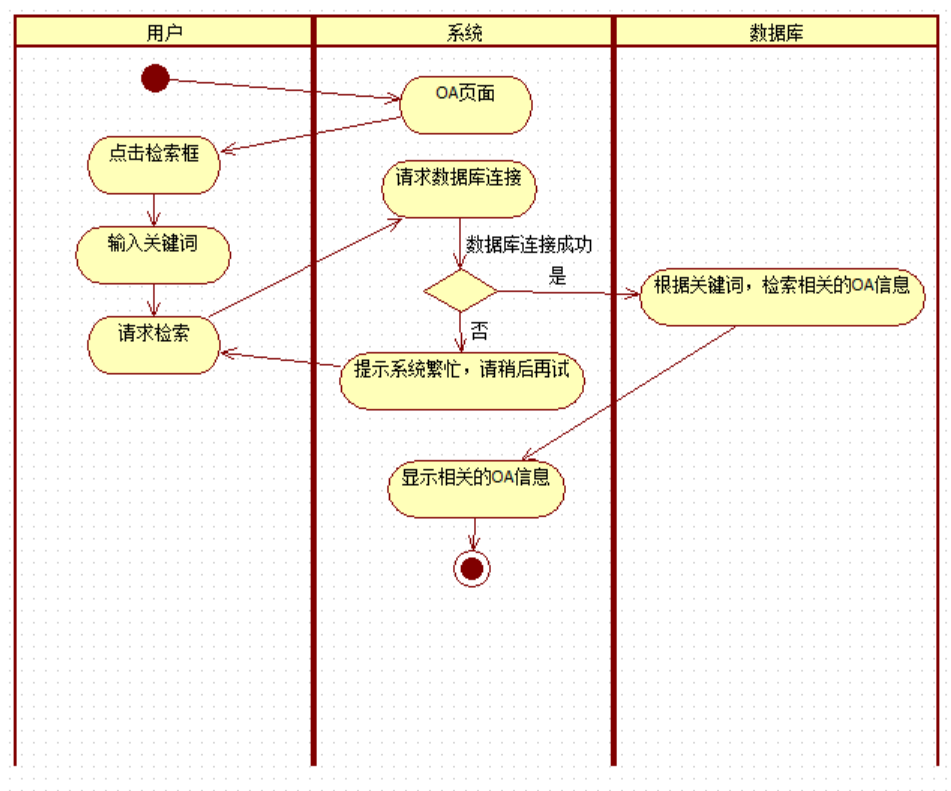 用户
系统
数据库
OA页面
点击检索框
请求数据库连接
输入关键词
数据库连接成功
是
根据关键词，检索相关的OA信息
请求检索
否
提示系统繁忙，请稍后再试
显示相关的OA信息